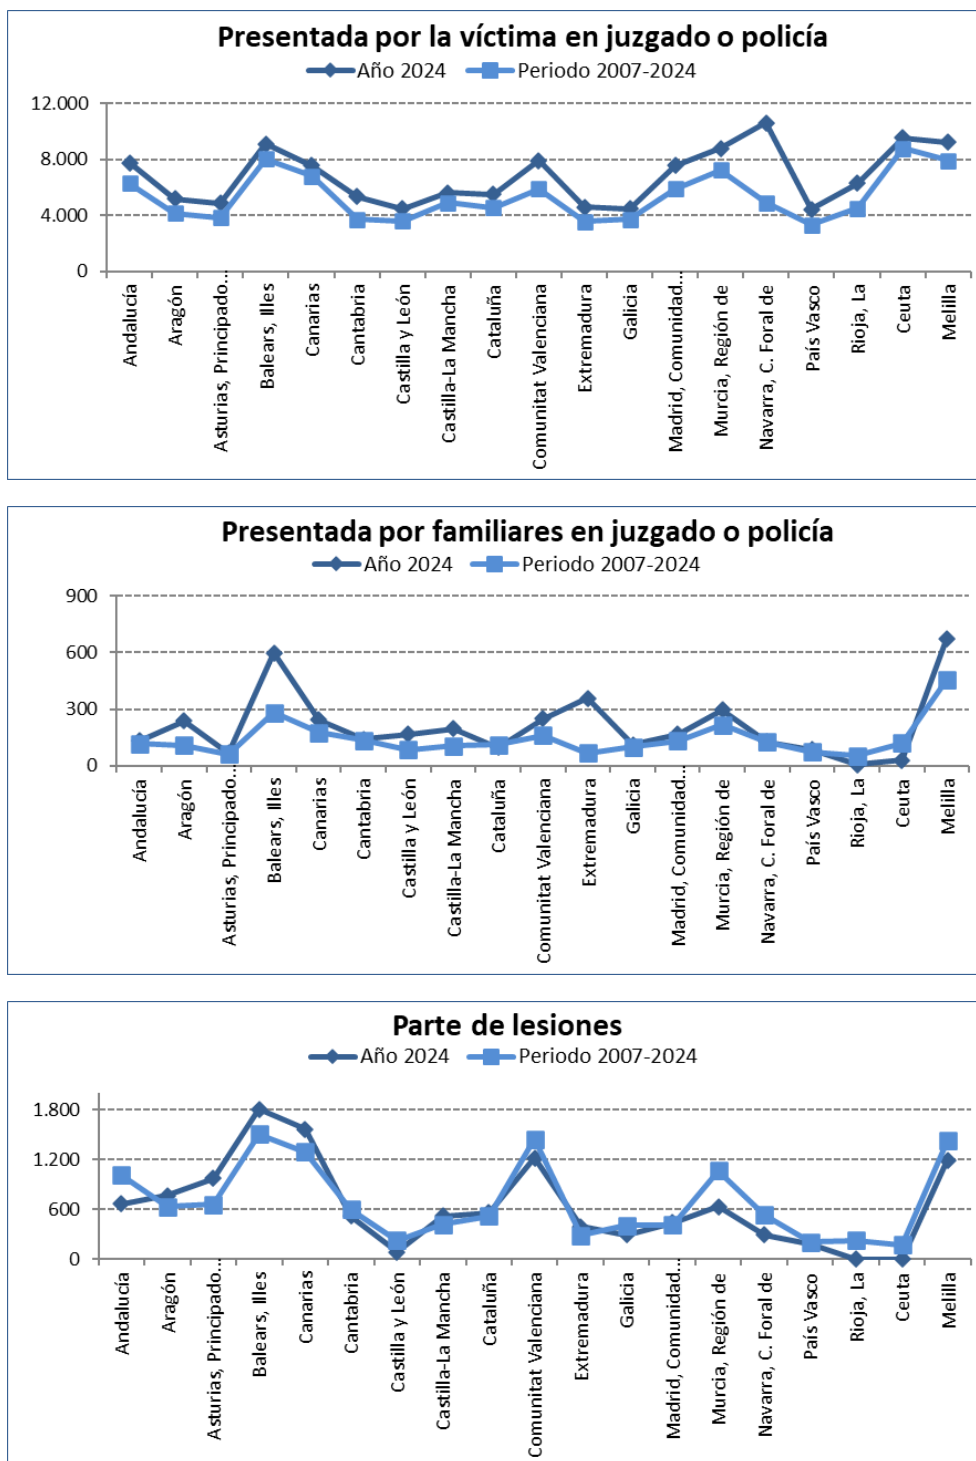 Presentada por la víctima en juzgado o policía
Año 2024 Periodo 2007-2024
12.000
8.000
4.000
0
Andalucía
Aragón
Asturias, Principado...
Balears, Illes
Canarias
Cantabria
Castilla y León
Castilla-La Mancha
Cataluña
Comunitat Valenciana
Extremadura
Galicia
Madrid, Comunidad...
Murcia, Región de
Navarra, C. Foral de
País Vasco
Rioja, La
Ceuta
Melilla
Presentada por familiares en juzgado o policía
Año 2024 Periodo 2007-2024
900
600
300
0
Andalucía
Aragón
Asturias, Principado...
Balears, Illes
Canarias
Cantabria
Castilla y León
Castilla-La Mancha
Cataluña
Comunitat Valenciana
Extremadura
Galicia
Madrid, Comunidad...
Murcia, Región de
Navarra, C. Foral de
País Vasco
Rioja, La
Ceuta
Melilla
Parte de lesiones
Año 2024 Periodo 2007-2024
1.800
1.200
600
0
Andalucía
Aragón
Asturias, Principado...
Balears, Illes
Canarias
Cantabria
Castilla y León
Castilla-La Mancha
Cataluña
Comunitat Valenciana
Extremadura
Galicia
Madrid, Comunidad...
Murcia, Región de
Navarra, C. Foral de
País Vasco
Rioja, La
Ceuta
Melilla